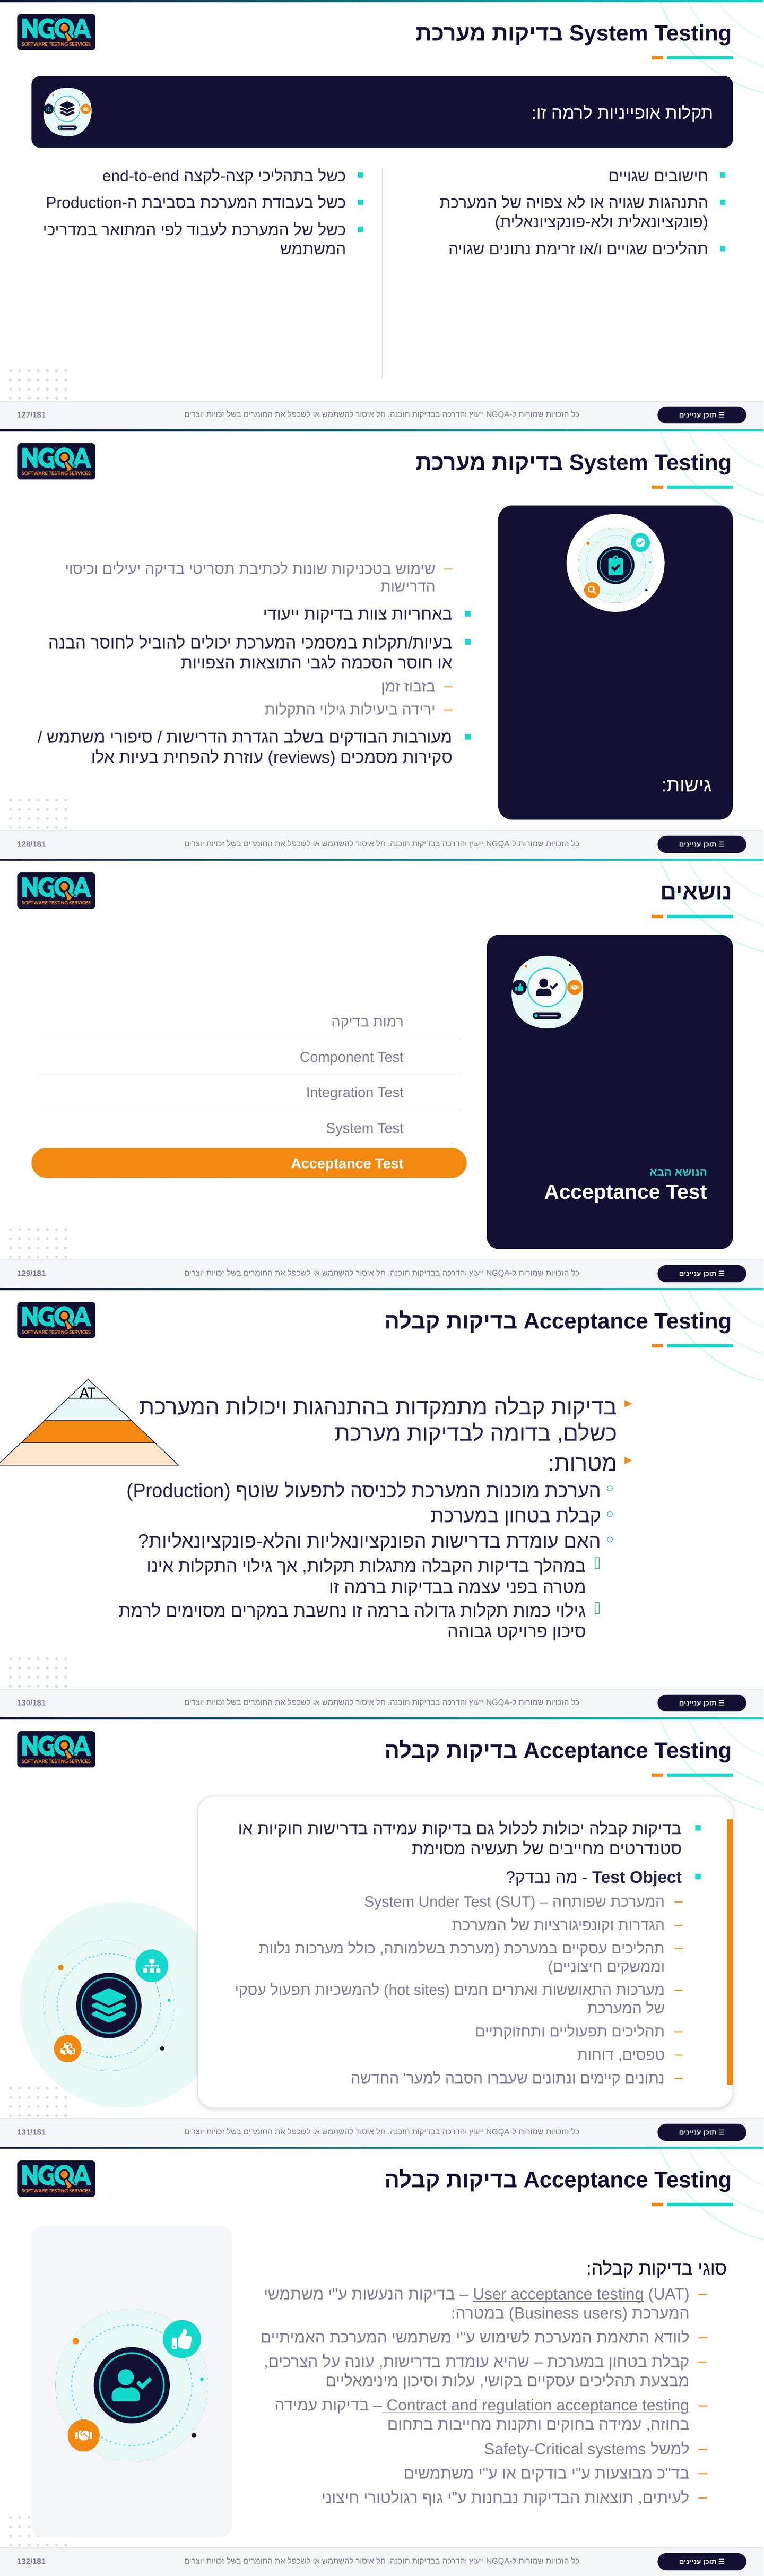 NGQA
SOFTWARE TESTING SERVICES
System Testing בדיקות מערכת
תקלות אופייניות לרמה זו:
חישובים שגויים
התנהגות שגויה או לא צפויה של המערכת
(פונקציונאלית ולא-פונקציונאלית)
תהליכים שגויים ו/או זרימת נתונים שגויה
כשל בתהליכי קצה-לקצה end-to-end
כשל בעבודת המערכת בסביבת ה-Production
כשל של המערכת לעבוד לפי המתואר במדריכי
המשתמש
☰ תוכן עניינים
כל הזכויות שמורות ל-NGQA ייעוץ והדרכה בבדיקות תוכנה. חל איסור להשתמש או לשכפל את החומרים בשל זכויות יוצרים
127/181
NGQA
SOFTWARE TESTING SERVICES
System Testing בדיקות מערכת
גישות:
– שימוש בטכניקות שונות לכתיבת תסריטי בדיקה יעילים וכיסוי
הדרישות
באחריות צוות בדיקות ייעודי
בעיות/תקלות במסמכי המערכת יכולים להוביל לחוסר הבנה
או חוסר הסכמה לגבי התוצאות הצפויות
– בזבוז זמן
– ירידה ביעילות גילוי התקלות
מעורבות הבודקים בשלב הגדרת הדרישות / סיפורי משתמש /
סקירות מסמכים (reviews) עוזרת להפחית בעיות אלו
☰ תוכן עניינים
כל הזכויות שמורות ל-NGQA ייעוץ והדרכה בבדיקות תוכנה. חל איסור להשתמש או לשכפל את החומרים בשל זכויות יוצרים
128/181
NGQA
SOFTWARE TESTING SERVICES
נושאים
הנושא הבא
Acceptance Test
רמות בדיקה
Component Test
Integration Test
System Test
Acceptance Test
☰ תוכן עניינים
כל הזכויות שמורות ל-NGQA ייעוץ והדרכה בבדיקות תוכנה. חל איסור להשתמש או לשכפל את החומרים בשל זכויות יוצרים
129/181
NGQA
SOFTWARE TESTING SERVICES
Acceptance Testing בדיקות קבלה
AT
בדיקות קבלה מתמקדות בהתנהגות ויכולות המערכת
כשלם, בדומה לבדיקות מערכת
מטרות:
הערכת מוכנות המערכת לכניסה לתפעול שוטף (Production)
קבלת בטחון במערכת
האם עומדת בדרישות הפונקציונאליות והלא-פונקציונאליות?
במהלך בדיקות הקבלה מתגלות תקלות, אך גילוי התקלות אינו
מטרה בפני עצמה בבדיקות ברמה זו
גילוי כמות תקלות גדולה ברמה זו נחשבת במקרים מסוימים לרמת
סיכון פרויקט גבוהה
☰ תוכן עניינים
כל הזכויות שמורות ל-NGQA ייעוץ והדרכה בבדיקות תוכנה. חל איסור להשתמש או לשכפל את החומרים בשל זכויות יוצרים
130/181
NGQA
SOFTWARE TESTING SERVICES
Acceptance Testing בדיקות קבלה
בדיקות קבלה יכולות לכלול גם בדיקות עמידה בדרישות חוקיות או
סטנדרטים מחייבים של תעשיה מסוימת
Test Object - מה נבדק?
– המערכת שפותחה – System Under Test (SUT)
– הגדרות וקונפיגורציות של המערכת
– תהליכים עסקיים במערכת (מערכת בשלמותה, כולל מערכות נלוות
וממשקים חיצוניים)
– מערכות התאוששות ואתרים חמים (hot sites) להמשכיות תפעול עסקי
של המערכת
– תהליכים תפעוליים ותחזוקתיים
– טפסים, דוחות
– נתונים קיימים ונתונים שעברו הסבה למער' החדשה
☰ תוכן עניינים
כל הזכויות שמורות ל-NGQA ייעוץ והדרכה בבדיקות תוכנה. חל איסור להשתמש או לשכפל את החומרים בשל זכויות יוצרים
131/181
NGQA
SOFTWARE TESTING SERVICES
Acceptance Testing בדיקות קבלה
סוגי בדיקות קבלה:
– User acceptance testing (UAT) – בדיקות הנעשות ע"י משתמשי
המערכת (Business users) במטרה:
– לוודא התאמת המערכת לשימוש ע"י משתמשי המערכת האמיתיים
– קבלת בטחון במערכת – שהיא עומדת בדרישות, עונה על הצרכים,
מבצעת תהליכים עסקיים בקושי, עלות וסיכון מינימאליים
– Contract and regulation acceptance testing – בדיקות עמידה
בחוזה, עמידה בחוקים ותקנות מחייבות בתחום
– למשל Safety-Critical systems
– בד"כ מבוצעות ע"י בודקים או ע"י משתמשים
– לעיתים, תוצאות הבדיקות נבחנות ע"י גוף רגולטורי חיצוני
☰ תוכן עניינים
כל הזכויות שמורות ל-NGQA ייעוץ והדרכה בבדיקות תוכנה. חל איסור להשתמש או לשכפל את החומרים בשל זכויות יוצרים
132/181